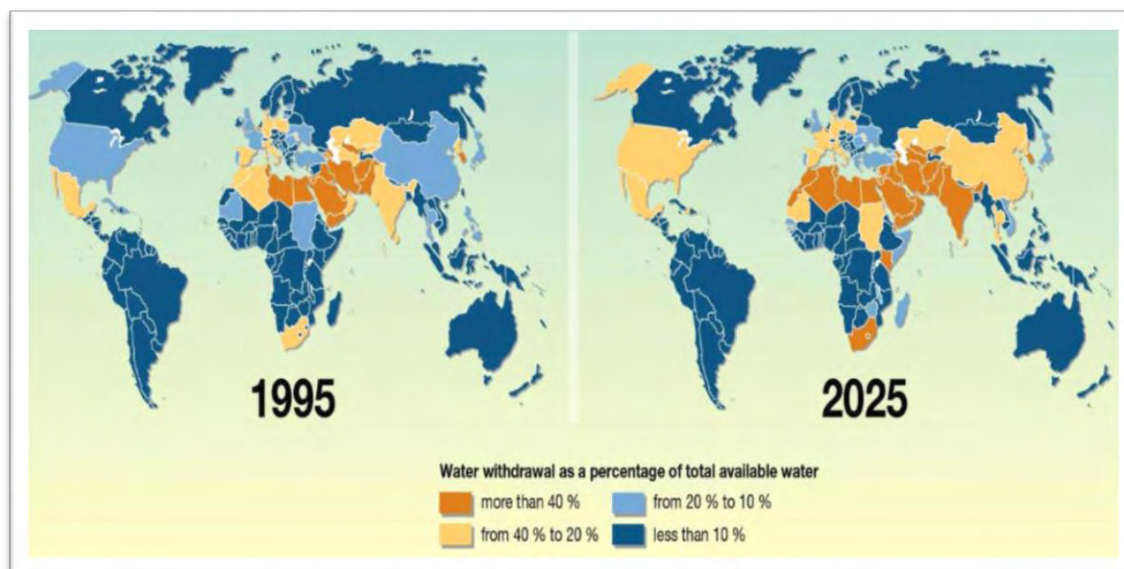 1995
2025
Water withdrawal as a percentage of total available water
more than 40 %
from 20 % to 10 %
from 40 % to 20 %
less than 10 %